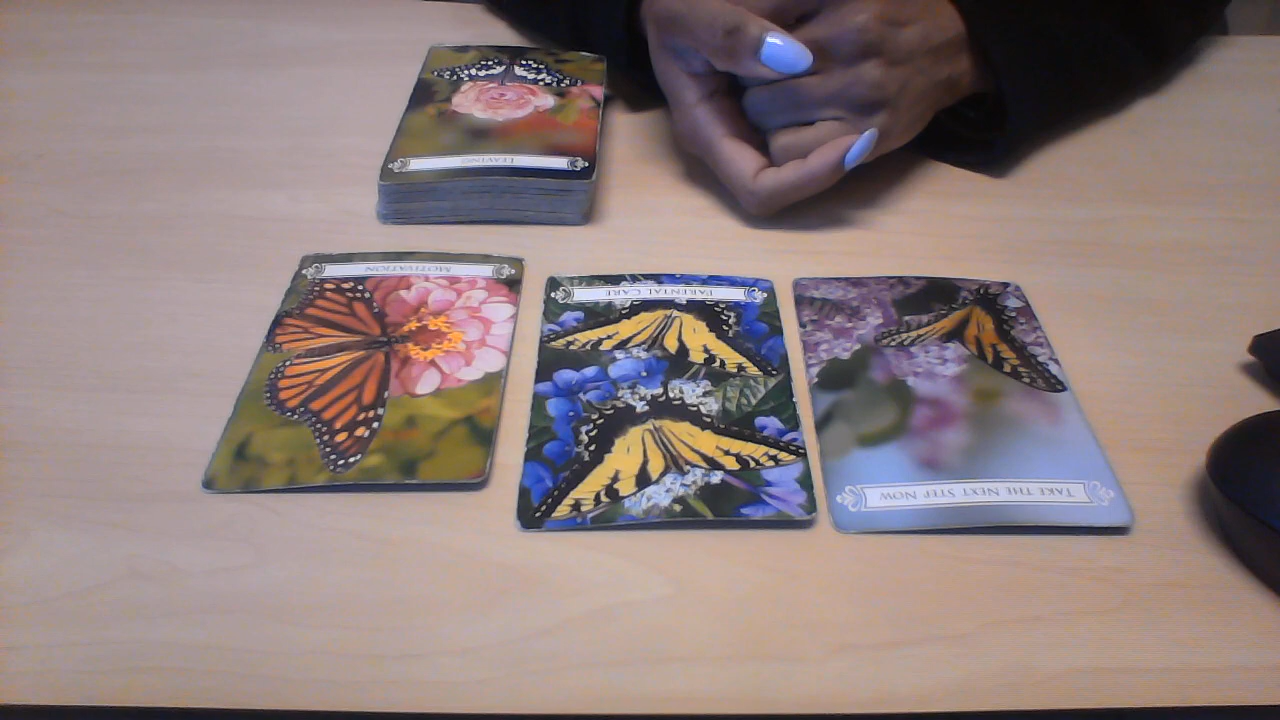 LEAVING
MOTIVATION
PARENTAL CARE
TAKE THE NEXT STEP NOW